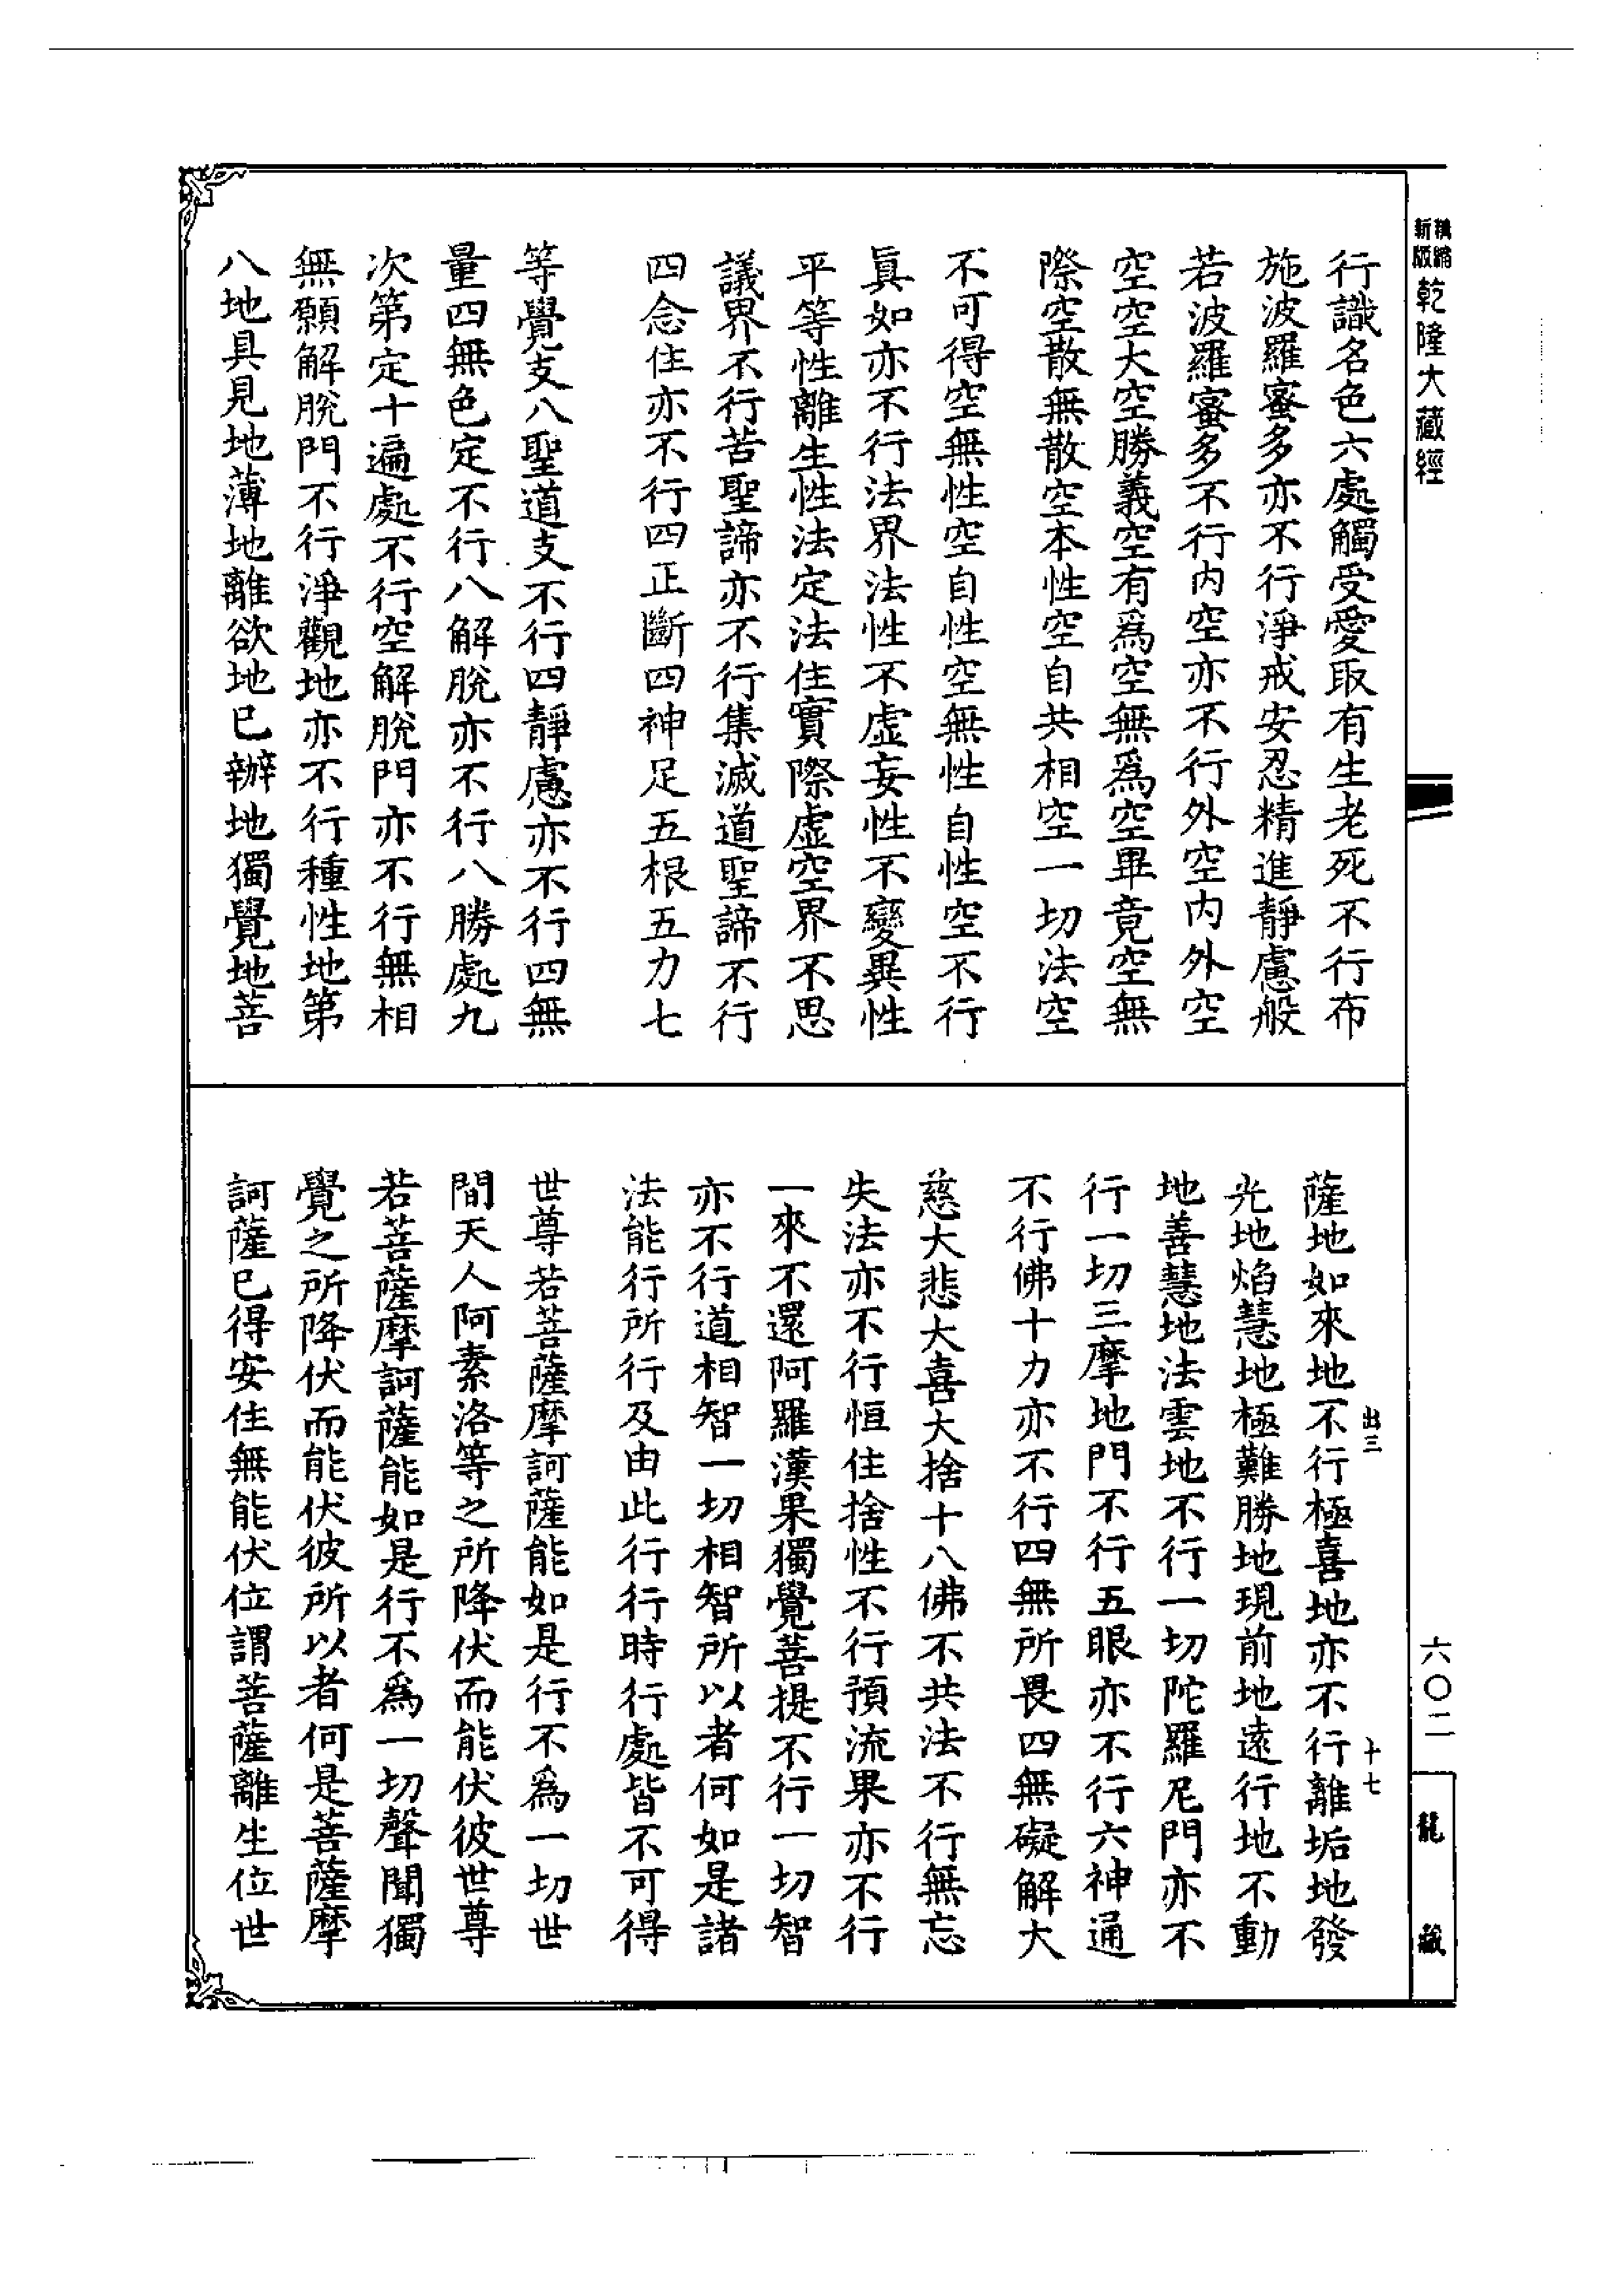 精縮新版乾隆大藏經
行識名色六處觸受愛取有生老死不行布
施波羅蜜多亦不行淨戒安忍精進靜慮般
若波羅蜜多不行內空亦不行外空內外空
空空大空勝義空有爲空無爲空畢竟空無
際空散無散空本性空自共相空一切法空
不可得空無性空自性空無性自性空不行
眞如亦不行法界法性不虛妄性不變異性
平等性離生性法定法住實際虛空界不思
議界不行苦聖諦亦不行集滅道聖諦不行
四念住亦不行四正斷四神足五根五力七
等覺支八聖道支不行四靜慮亦不行四無
量四無色定不行八解脫亦不行八勝處九
次第定十遍處不行空解脫門亦不行無相
無願解脫門不行淨觀地亦不行種性地第
八地具見地薄地離欲地已辦地獨覺地菩
薩地如來地不行極喜地亦不行離垢地發
光地焰慧地極難勝地現前地遠行地不動
地善慧地法雲地不行一切陀羅尼門亦不
行一切三摩地門不行五眼亦不行六神通
不行佛十力亦不行四無所畏四無礙解大
慈大悲大喜大捨十八佛不共法不行無忘
失法亦不行恒住捨性不行預流果亦不行
一來不還阿羅漢果獨覺菩提不行一切智
亦不行道相智一切相智所以者何如是諸
法能行所行及由此行行時行處皆不可得
世尊若菩薩摩訶薩能如是行不爲一切世
間天人阿素洛等之所降伏而能伏彼世尊
若菩薩摩訶薩能如是行不爲一切聲聞獨
覺之所降伏而能伏彼所以者何是菩薩摩
訶薩已得安住無能伏位謂菩薩離生位世
出三
十七
六〇二
龍藏